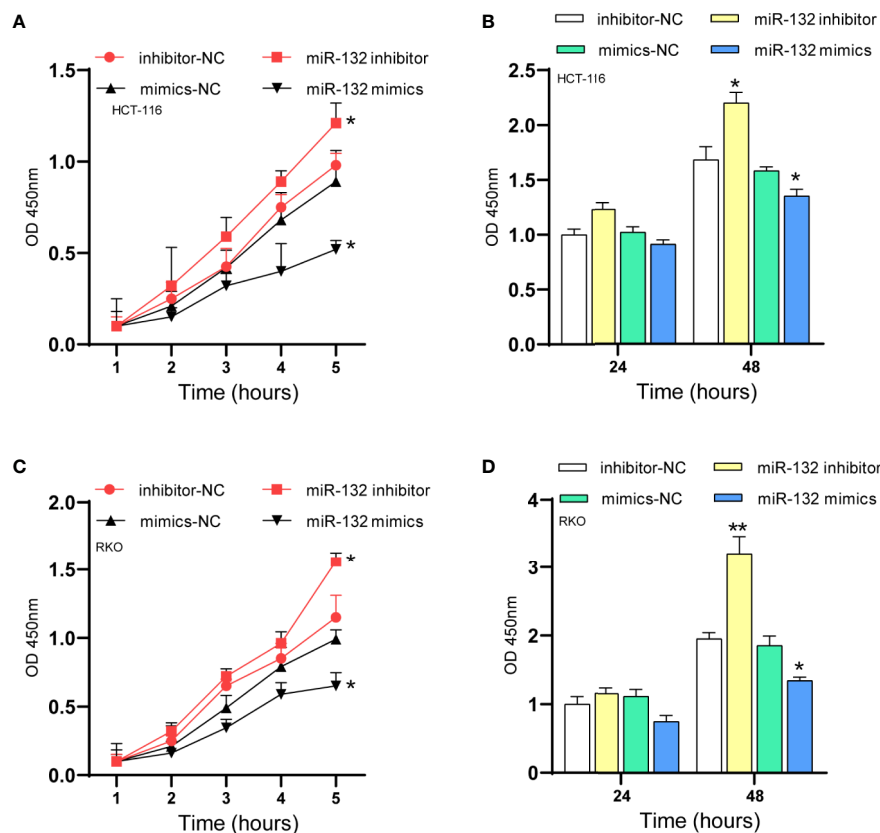 A
inhibitor-NC miR-132 inhibitor
mimics-NC miR-132 mimics
HCT-116
OD 450nm
1.5
1.0
0.5
0.0
*
*
1 2 3 4 5
Time (hours)
B
inhibitor-NC miR-132 inhibitor
mimics-NC miR-132 mimics
HCT-116
OD 450nm
2.5
2.0
1.5
1.0
0.5
0.0
*
*
24 48
Time (hours)
C
inhibitor-NC miR-132 inhibitor
mimics-NC miR-132 mimics
RKO
OD 450nm
2.0
1.5
1.0
0.5
0.0
*
*
1 2 3 4 5
Time (hours)
D
inhibitor-NC miR-132 inhibitor
mimics-NC miR-132 mimics
RKO
OD 450nm
4
3
2
1
0
**
*
24 48
Time (hours)